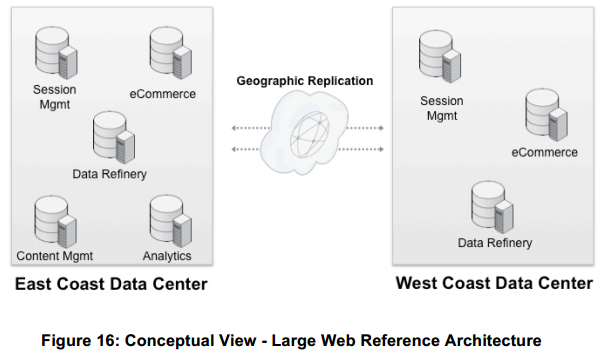 Session
Mgmt
eCommerce
Data Refinery
Content Mgmt
Analytics
East Coast Data Center
Geographic Replication
Session
Mgmt
eCommerce
Data Refinery
West Coast Data Center
Figure 16: Conceptual View - Large Web Reference Architecture